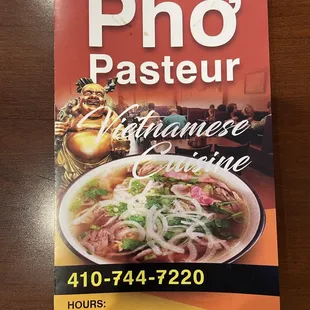 Phở
Pasteur
Vietnamese
Cuisine
410-744-7220
HOURS: